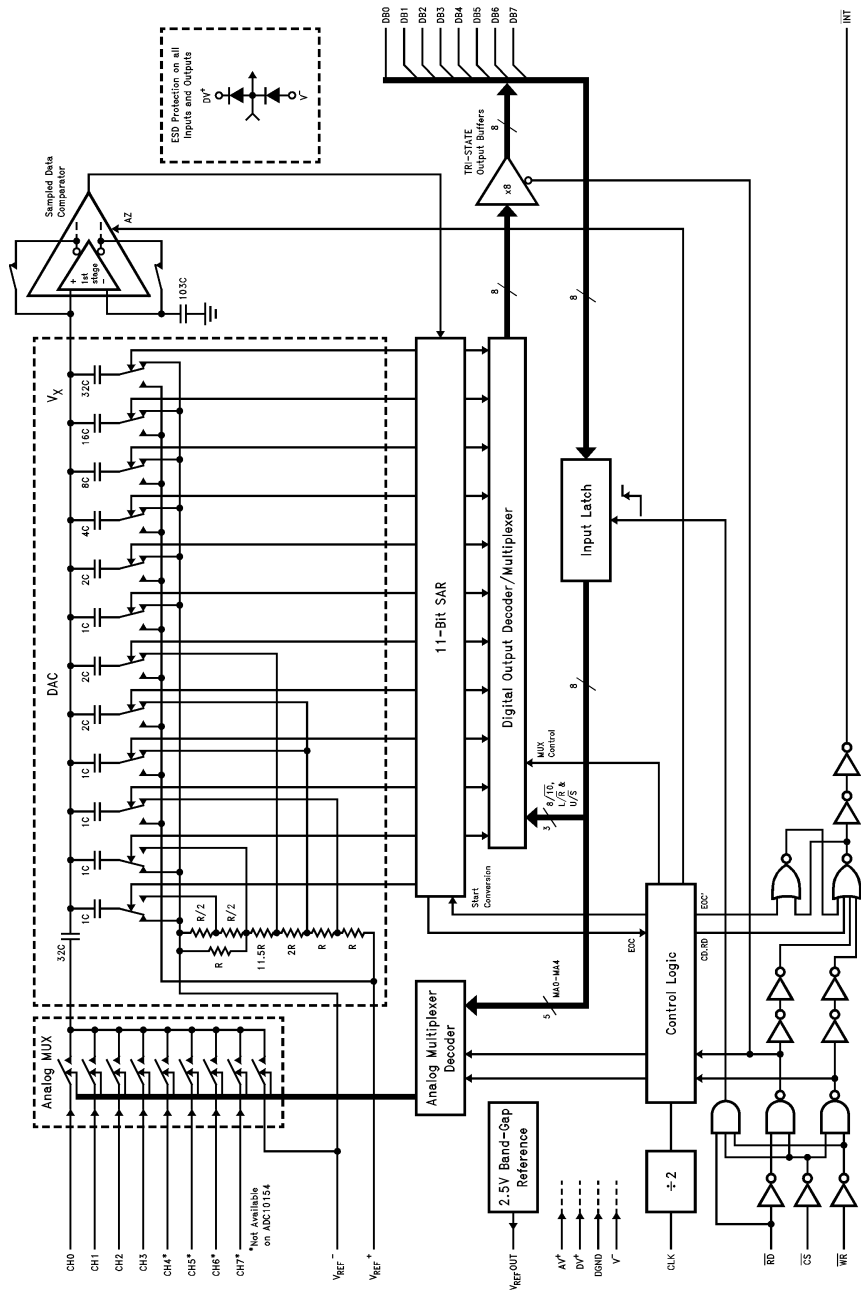 CH0
CH1
CH2
CH3
CH4*
CH5*
CH6*
CH7*
*Not Available
on ADC10154
VREF-
VREF+
Analog MUX
32C
DAC
VX
1C
1C
1C
1C
2C
2C
1C
2C
4C
8C
16C
32C
R/2
R/2
R
11.5R
2R
R
R
+
1st
stage
-
Sampled Data
Comparator
AZ
103C
ESD Protection on all
Inputs and Outputs
DV+
V-
11-Bit SAR
Start
Conversion
EOC
Digital Output Decoder/Multiplexer
MUX
Control
8/10,
L/R &
U/S
3
8
x8
TRI-STATE
Output Buffers
8
DB0
DB1
DB2
DB3
DB4
DB5
DB6
DB7
8
Input Latch
8
Analog Multiplexer
Decoder
5
MA0-MA4
2.5V Band-Gap
Reference
VREFOUT
AV+
DV+
DGND
V-
CLK
÷2
Control Logic
EOC'
CD.RD
RD
CS
WR
INT